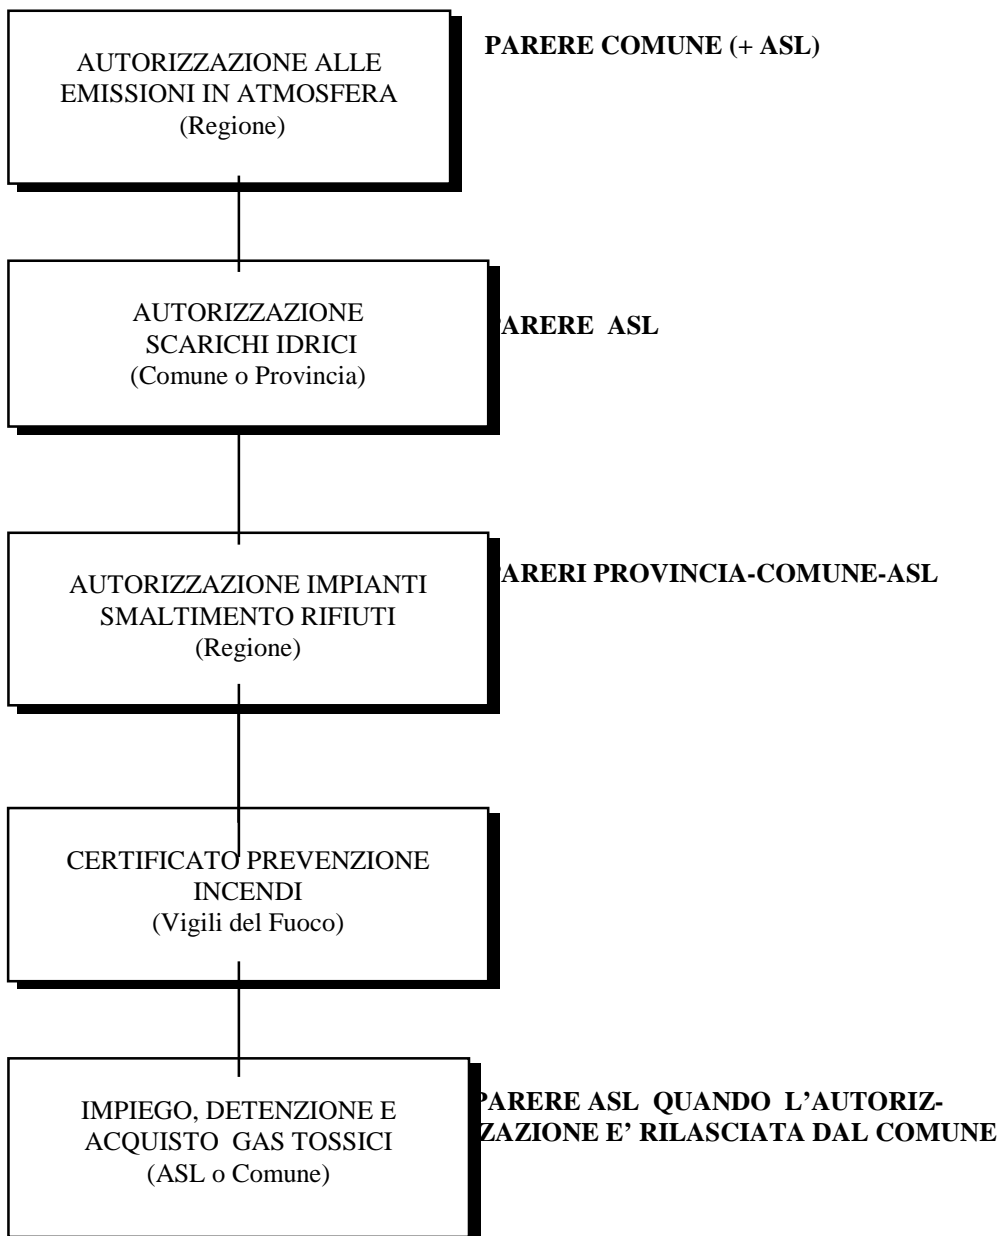 AUTORIZZAZIONE ALLE
EMISSIONI IN ATMOSFERA
(Regione)
PARERE COMUNE (+ ASL)
AUTORIZZAZIONE
SCARICHI IDRICI
(Comune o Provincia)
PARERE ASL
AUTORIZZAZIONE IMPIANTI
SMALTIMENTO RIFIUTI
(Regione)
PARERI PROVINCIA-COMUNE-ASL
CERTIFICATO PREVENZIONE
INCENDI
(Vigili del Fuoco)
IMPIEGO, DETENZIONE E
ACQUISTO GAS TOSSICI
(ASL o Comune)
PARERE ASL QUANDO L'AUTORIZ-
ZAZIONE E' RILASCIATA DAL COMUNE